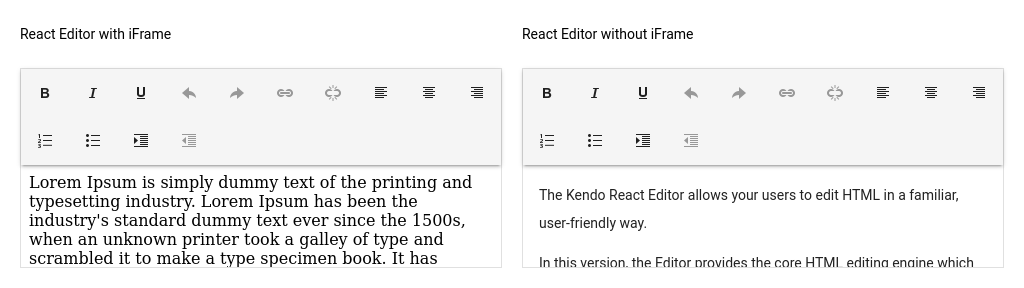 React Editor with iFrame
B I U
Lorem Ipsum is simply dummy text of the printing and
typesetting industry. Lorem Ipsum has been the
industry's standard dummy text ever since the 1500s,
when an unknown printer took a galley of type and
scrambled it to make a type specimen book. It has
React Editor without iFrame
B I U
The Kendo React Editor allows your users to edit HTML in a familiar,
user-friendly way.
In this version, the Editor provides the core HTML editing engine which